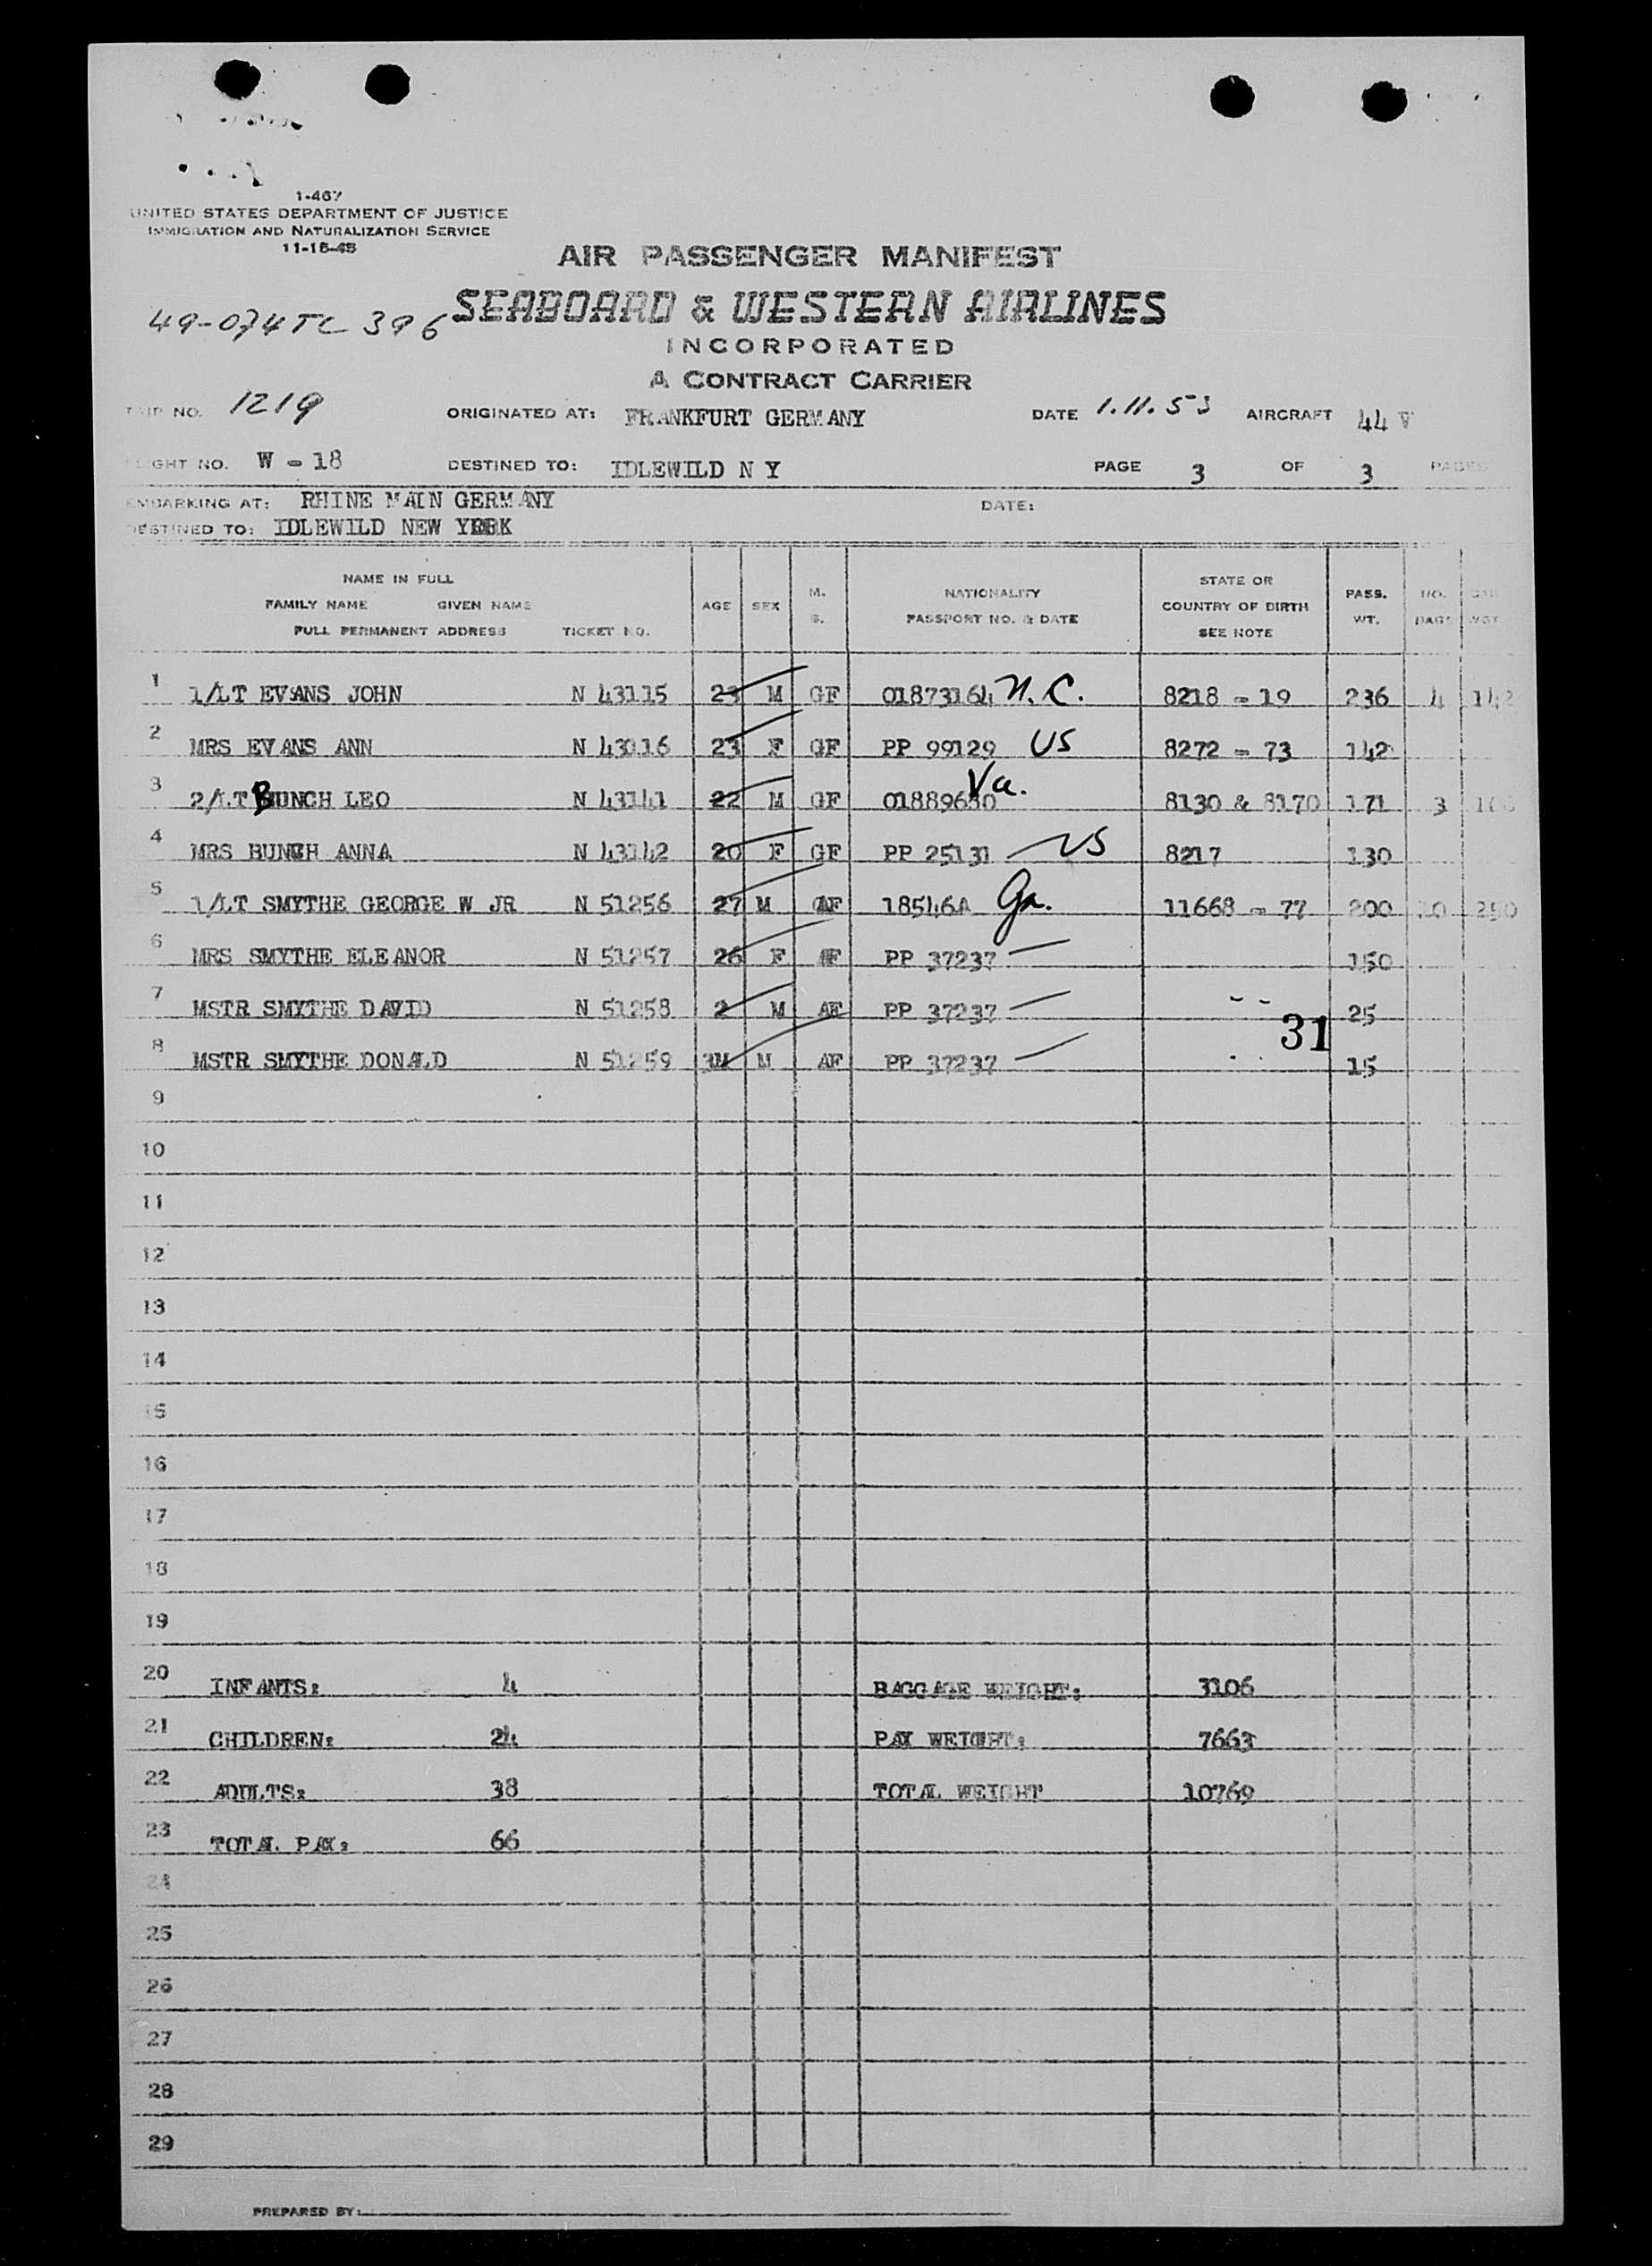 1-467
UNITED STATES DEPARTMENT OF JUSTICE
IMMIGRATION AND NATURALIZATION SERVICE
11-15-45
AIR PASSENGER MANIFEST
49-074TC 396 SEABOARD & WESTERN AIRLINES
INCORPORATED
A CONTRACT CARRIER
TRIP NO. 1219 ORIGINATED AT: FRANKFURT GERMANY DATE 1.11.53 AIRCRAFT 44 V
FLIGHT NO. W - 18 DESTINED TO: IDLEWILD N Y PAGE 3 OF 3 PAGES
EMBARKING AT: RHINE MAIN GERMANY DATE:
DESTINED TO: IDLEWILD NEW YORK
NAME IN FULL
FAMILY NAME GIVEN NAME
FULL PERMANENT ADDRESS TICKET NO. AGE SEX M. S. NATIONALITY PASSPORT NO. & DATE STATE OR COUNTRY OF BIRTH SEE NOTE PASS. WT. NO. BAGS
1 1/LT EVANS JOHN N 43115 23 M GF 01873164 N.C. 8218 - 19 236 4 142
2 MRS EVANS ANN N 43116 23 F GF PP 99129 US 8272 - 73 142
3 2/LT BUNCH LEO N 43141 22 M GF 01889630 Va. 8130 & 8170 171 3
4 MRS BUNCH ANNA N 43142 20 F GF PP 25131 US 8217 130
5 1/LT SMYTHE GEORGE W JR N 51256 27 M AF 18546A Ga. 11668 - 77 200 10 250
6 MRS SMYTHE ELEANOR N 51257 26 F AF PP 37237 150
7 MSTR SMYTHE DAVID N 51258 2 M AF PP 37237 25
31
8 MSTR SMYTHE DONALD N 51259 3M M AF PP 37237 15
9
10
11
12
13
14
15
16
17
18
19
20 INFANTS: 4 BAGGAGE WEIGHT: 3106
21 CHILDREN: 24 PAX WEIGHT: 7663
22 ADULTS: 38 TOTAL WEIGHT 10769
23 TOTAL PAX: 66
24
25
26
27
28
29
PREPARED BY: